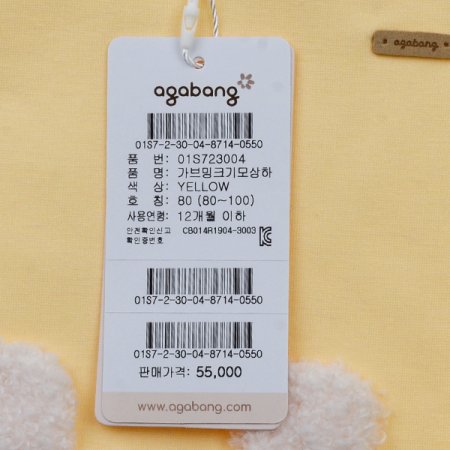 agabang
agabang
01S7-2-30-04-8714-0550
품 번: 01S723004
품 명: 가브밍크기모상하
색 상: YELLOW
호 칭: 80 (80~100)
사용연령: 12개월 이하
안전확인신고 확인증번호 CB014R1904-3003
01S7-2-30-04-8714-0550
01S7-2-30-04-8714-0550
판매가격: 55,000
www.agabang.com